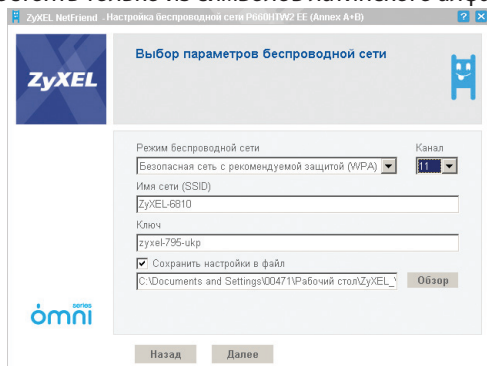 ZyXEL NetFriend - Настройка беспроводной сети P660HTW2 EE (Annex A+B)
ZyXEL
Выбор параметров беспроводной сети
Режим беспроводной сети
Канал
Безопасная сеть с рекомендуемой защитой (WPA)
11
Имя сети (SSID)
ZyXEL-6810
Ключ
zyxel-795-ukp
Сохранить настройки в файл
C:\Documents and Settings\00471\Рабочий стол\ZyXEL_\
Обзор
omni series
Назад
Далее